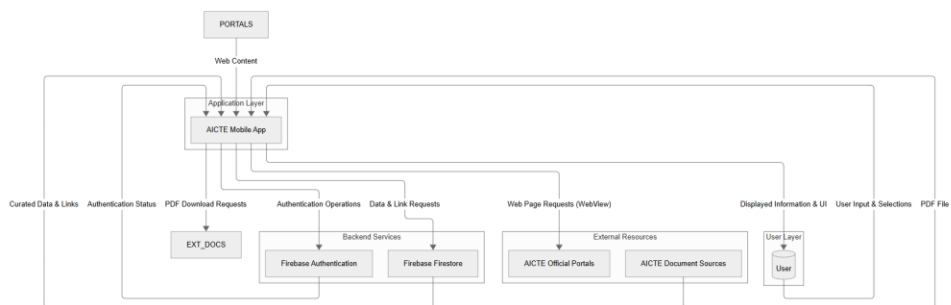 PORTALS
Web Content
Application Layer
AICTE Mobile App
Curated Data & Links
Authentication Status
PDF Download Requests
Authentication Operations
Data & Link Requests
Web Page Requests (WebView)
Displayed Information & UI
User Input & Selections
PDF File
EXT_DOCS
Backend Services
Firebase Authentication
Firebase Firestore
External Resources
AICTE Official Portals
AICTE Document Sources
User Layer
User